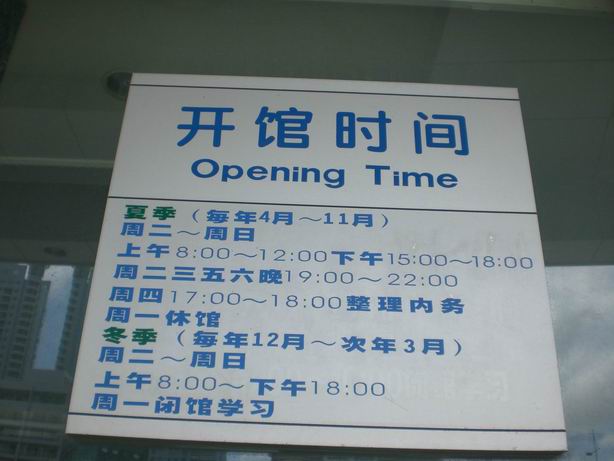 开馆时间
Opening Time
夏季（每年4月～11月）
周二～周日
上午8:00～12:00下午15:00～18:00
周二三五六晚19:00～22:00
周四17:00～18:00整理内务
周一休馆
冬季（每年12月～次年3月）
周二～周日
上午8:00～下午18:00
周一闭馆学习